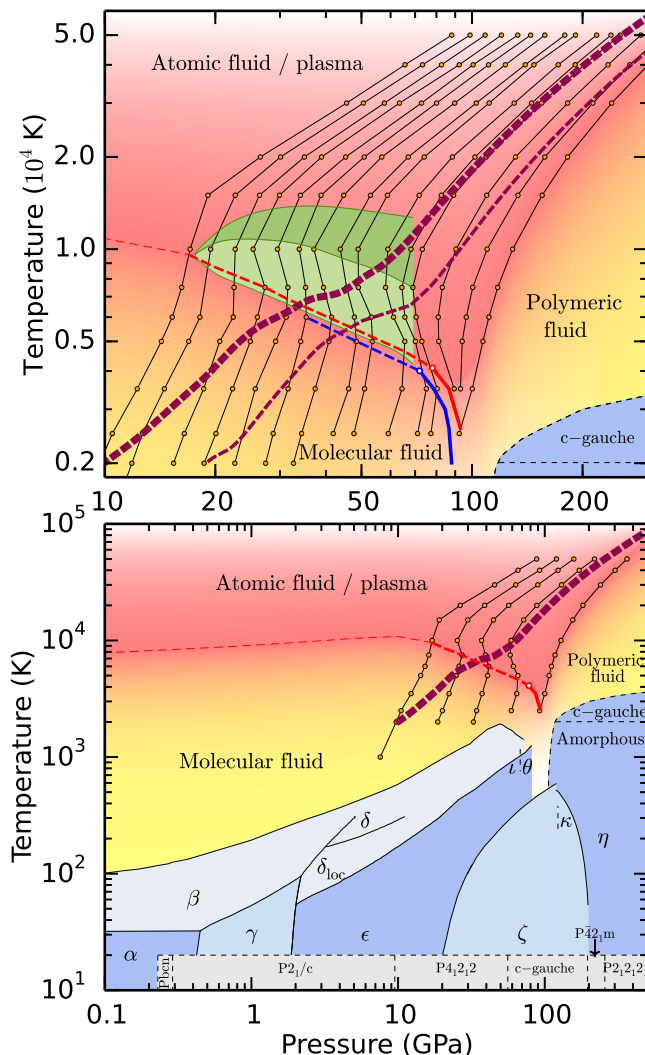 5.0
Atomic fluid / plasma
2.0
1.0
0.5
0.2
Temperature (10⁴ K)
Polymeric
fluid
c−gauche
Molecular fluid
10
20
50
100
200
10⁵
10⁴
10³
10²
10¹
Temperature (K)
Atomic fluid / plasma
Polymeric
fluid
c−gauche
Amorphous
Molecular fluid
ι θ
κ
δ
δloc
η
β
P4̄2₁m
α
γ
ϵ
ζ
Pbcn
P2₁/c
P4₁2₁2
c−gauche
P2₁2₁2₁
0.1
1
10
100
Pressure (GPa)